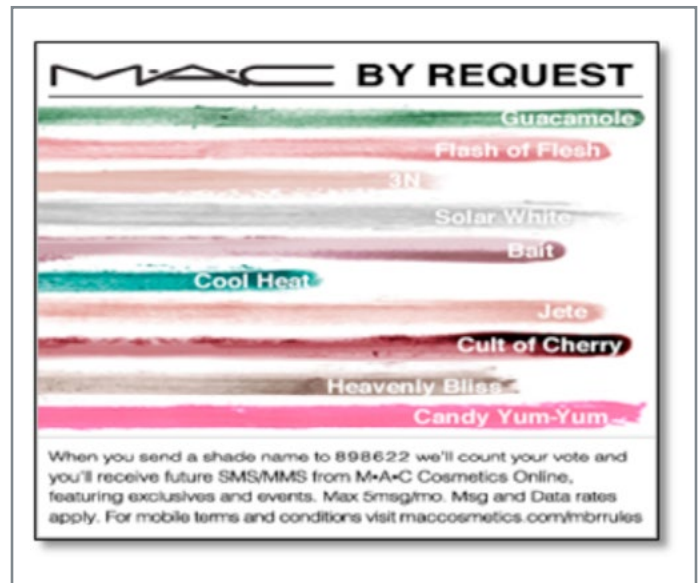 M·A·C BY REQUEST
Guacamole
Flash of Flesh
3N
Solar White
Bait
Cool Heat
Jete
Cult of Cherry
Heavenly Bliss
Candy Yum-Yum
When you send a shade name to 898622 we'll count your vote and
you'll receive future SMS/MMS from M•A•C Cosmetics Online,
featuring exclusives and events. Max 5msg/mo. Msg and Data rates
apply. For mobile terms and conditions visit maccosmetics.com/mbrrules